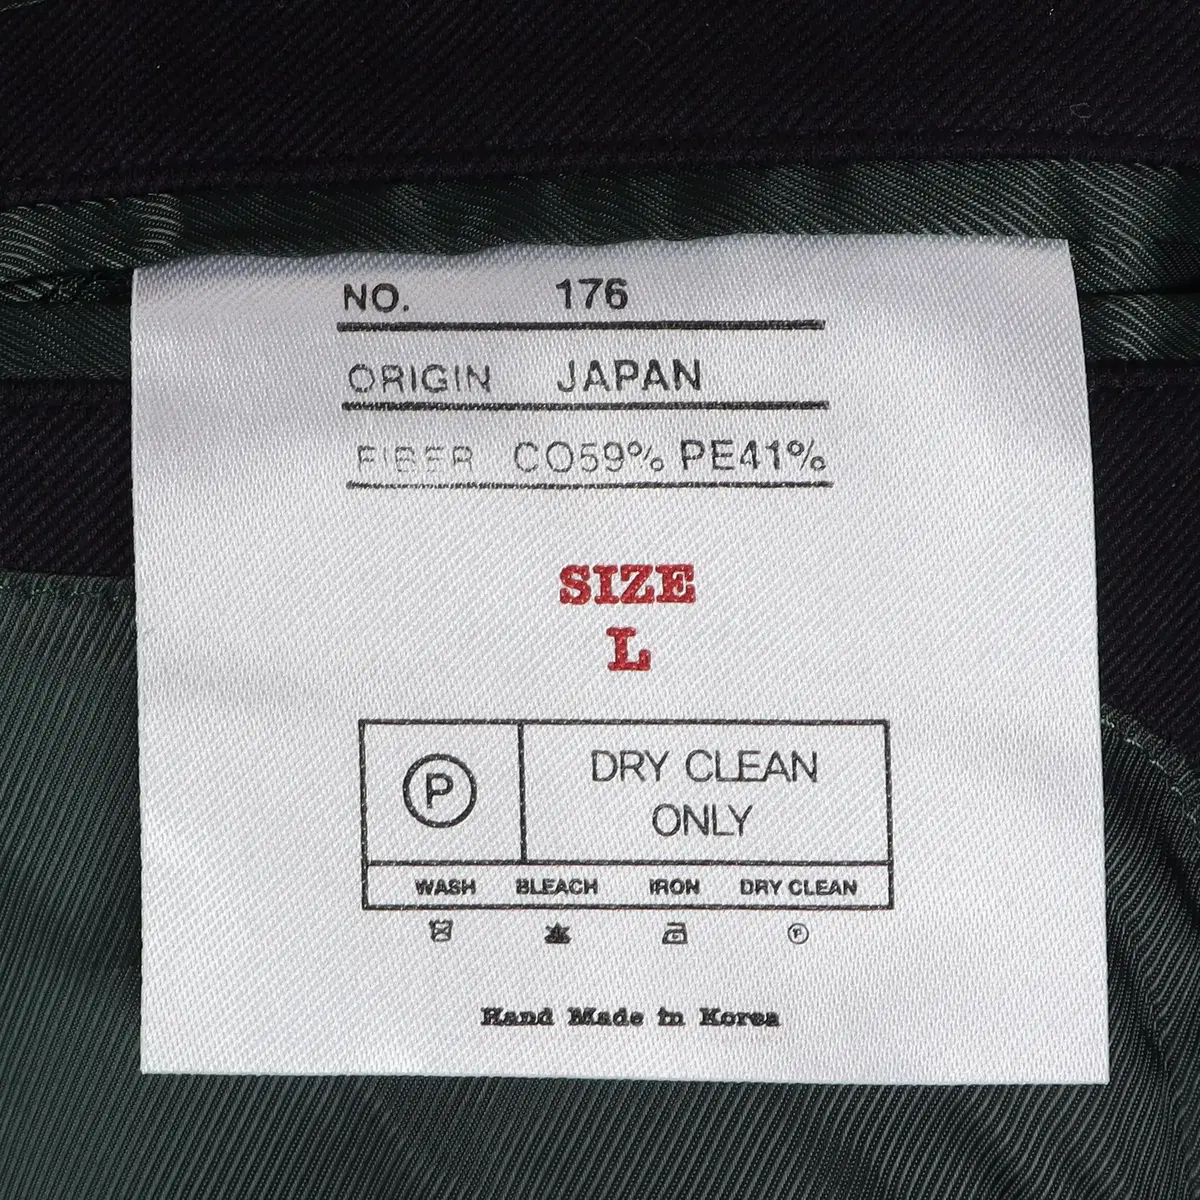 NO. 176
ORIGIN JAPAN
FIBER CO59% PE41%
SIZE
L
P
DRY CLEAN
ONLY
WASH BLEACH IRON DRY CLEAN
P
Hand Made in Korea